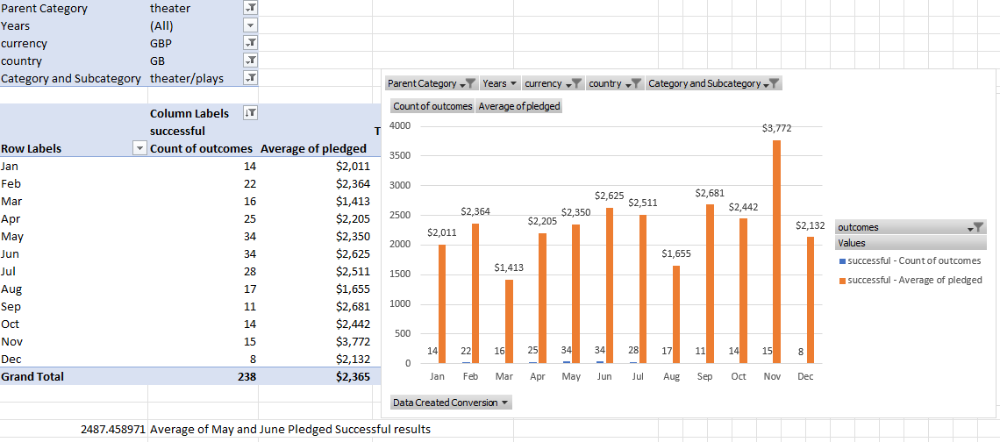 Parent Category theater
Years (All)
currency GBP
country GB
Category and Subcategory theater/plays
Column Labels
successful T
Row Labels Count of outcomes Average of pledged
Jan 14 $2,011
Feb 22 $2,364
Mar 16 $1,413
Apr 25 $2,205
May 34 $2,350
Jun 34 $2,625
Jul 28 $2,511
Aug 17 $1,655
Sep 11 $2,681
Oct 14 $2,442
Nov 15 $3,772
Dec 8 $2,132
Grand Total 238 $2,365
2487.458971 Average of May and June Pledged Successful results
Parent Category Years currency country Category and Subcategory
Count of outcomes Average of pledged
4000
3500
3000
2500
2000
1500
1000
500
0
$2,011 $2,364 $1,413 $2,205 $2,350 $2,625 $2,511 $1,655 $2,681 $2,442 $3,772 $2,132
14 22 16 25 34 34 28 17 11 14 15 8
Jan Feb Mar Apr May Jun Jul Aug Sep Oct Nov Dec
Data Created Conversion
outcomes
Values
successful - Count of outcomes
successful - Average of pledged